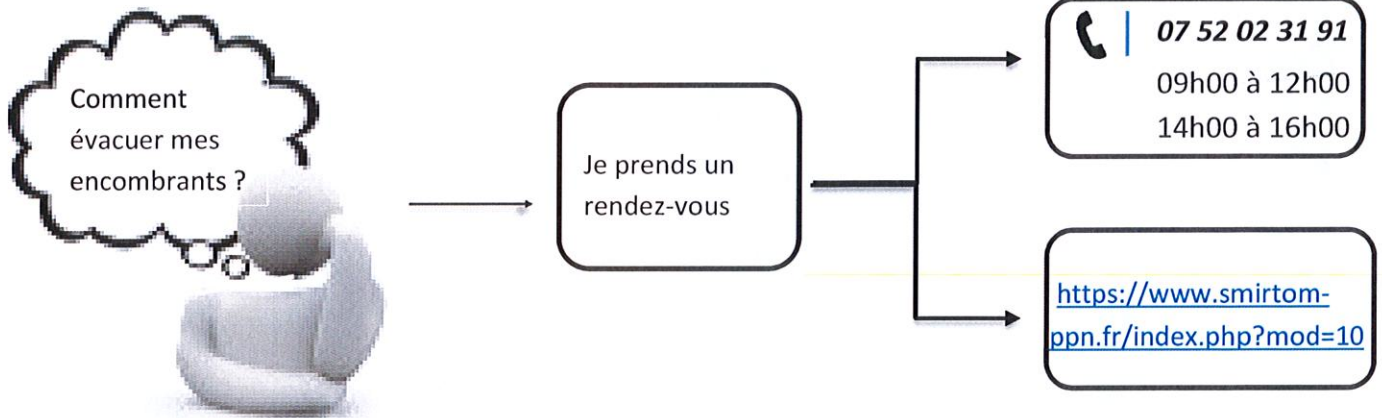 Comment
évacuer mes
encombrants ?
Je prends un
rendez-vous
07 52 02 31 91
09h00 à 12h00
14h00 à 16h00
https://www.smirtom-
ppn.fr/index.php?mod=10